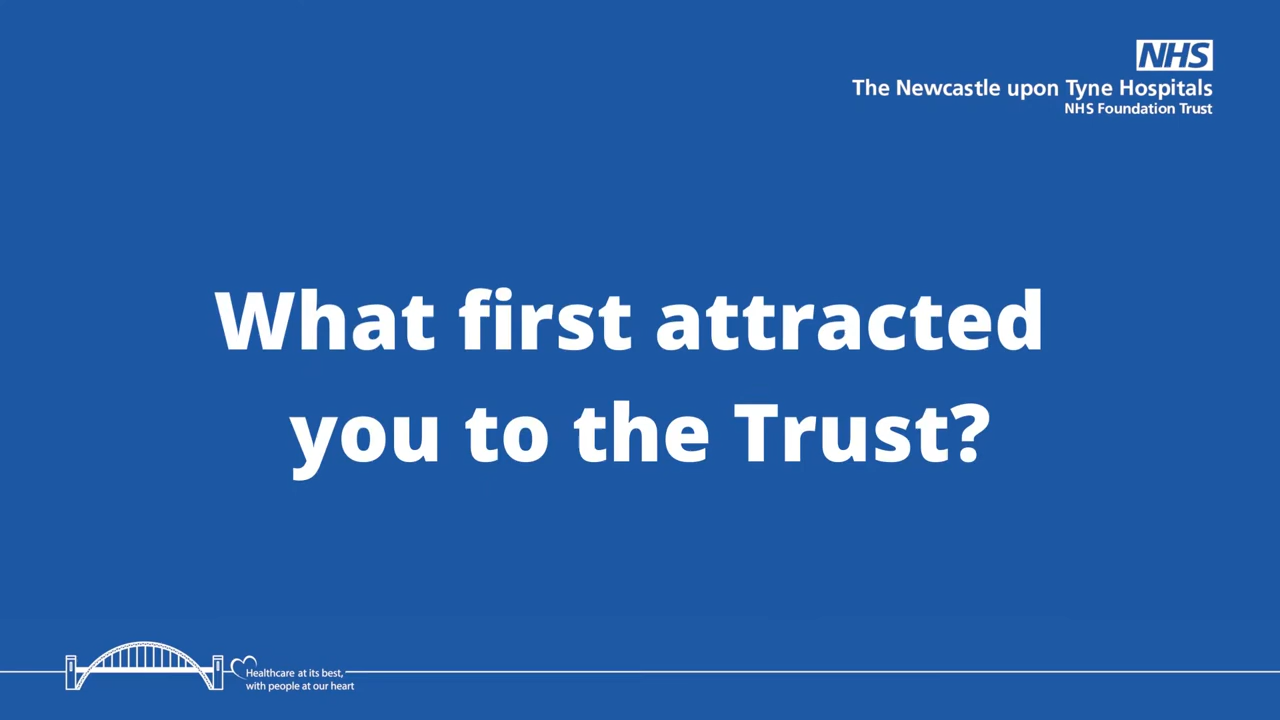 NHS
The Newcastle upon Tyne Hospitals
NHS Foundation Trust
What first attracted
you to the Trust?
Healthcare at its best,
with people at our heart